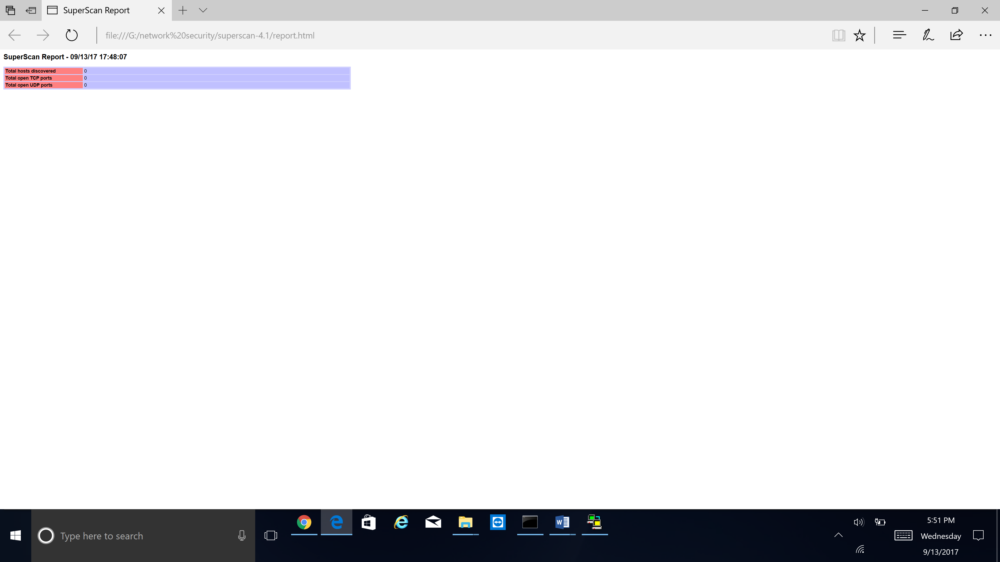 SuperScan Report
file:///G:/network%20security/superscan-4.1/report.html
SuperScan Report - 09/13/17 17:48:07
Total hosts discovered 0
Total open TCP ports 0
Total open UDP ports 0
Type here to search
5:51 PM
Wednesday
9/13/2017